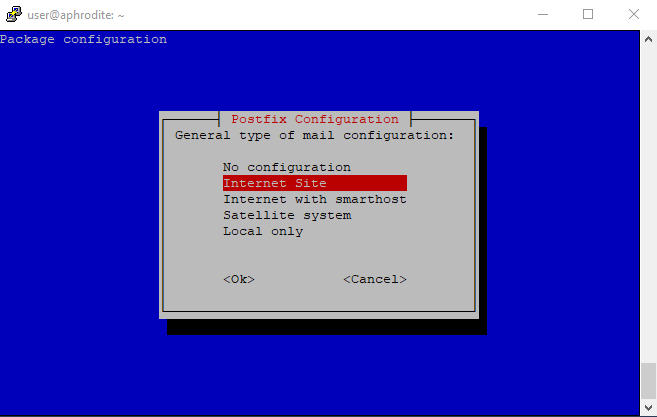 user@aphrodite: ~
Package configuration
Postfix Configuration
General type of mail configuration:
No configuration
Internet Site
Internet with smarthost
Satellite system
Local only
<Ok> <Cancel>